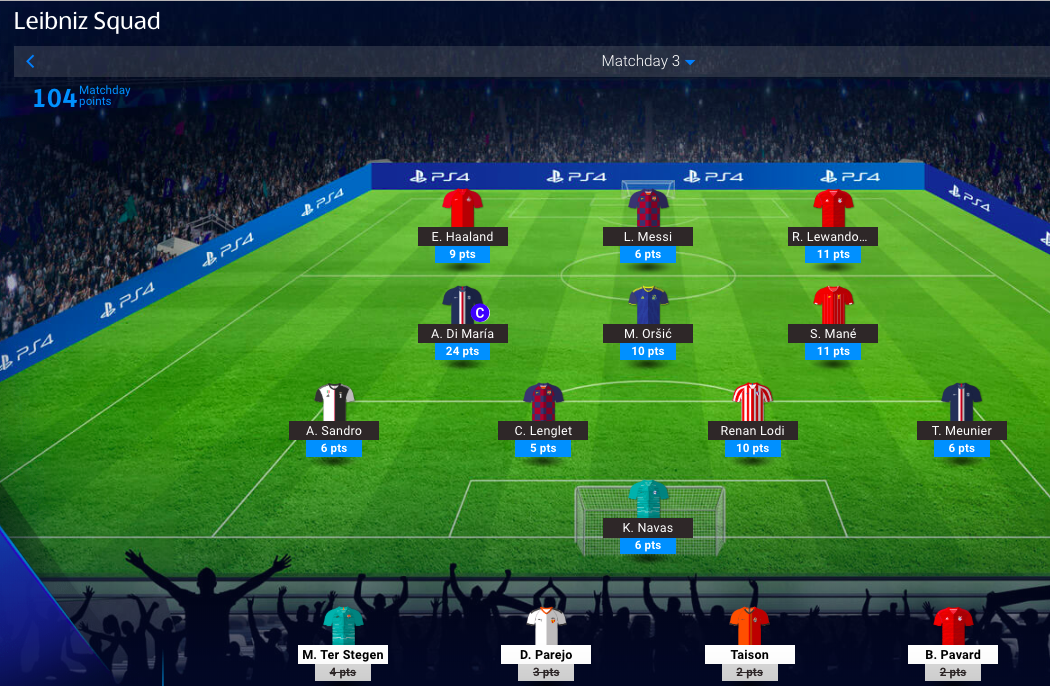 Leibniz Squad
Matchday 3
104 Matchday points
PS4 PS4 PS4 PS4
PS4 PS4
PS4
PS4
PS4
E. Haaland L. Messi R. Lewando...
9 pts 6 pts 11 pts
C
A. Di María M. Oršić S. Mané
24 pts 10 pts 11 pts
A. Sandro C. Lenglet Renan Lodi T. Meunier
6 pts 5 pts 10 pts 6 pts
K. Navas
6 pts
M. Ter Stegen D. Parejo Taison B. Pavard
4 pts 3 pts 2 pts 2 pts